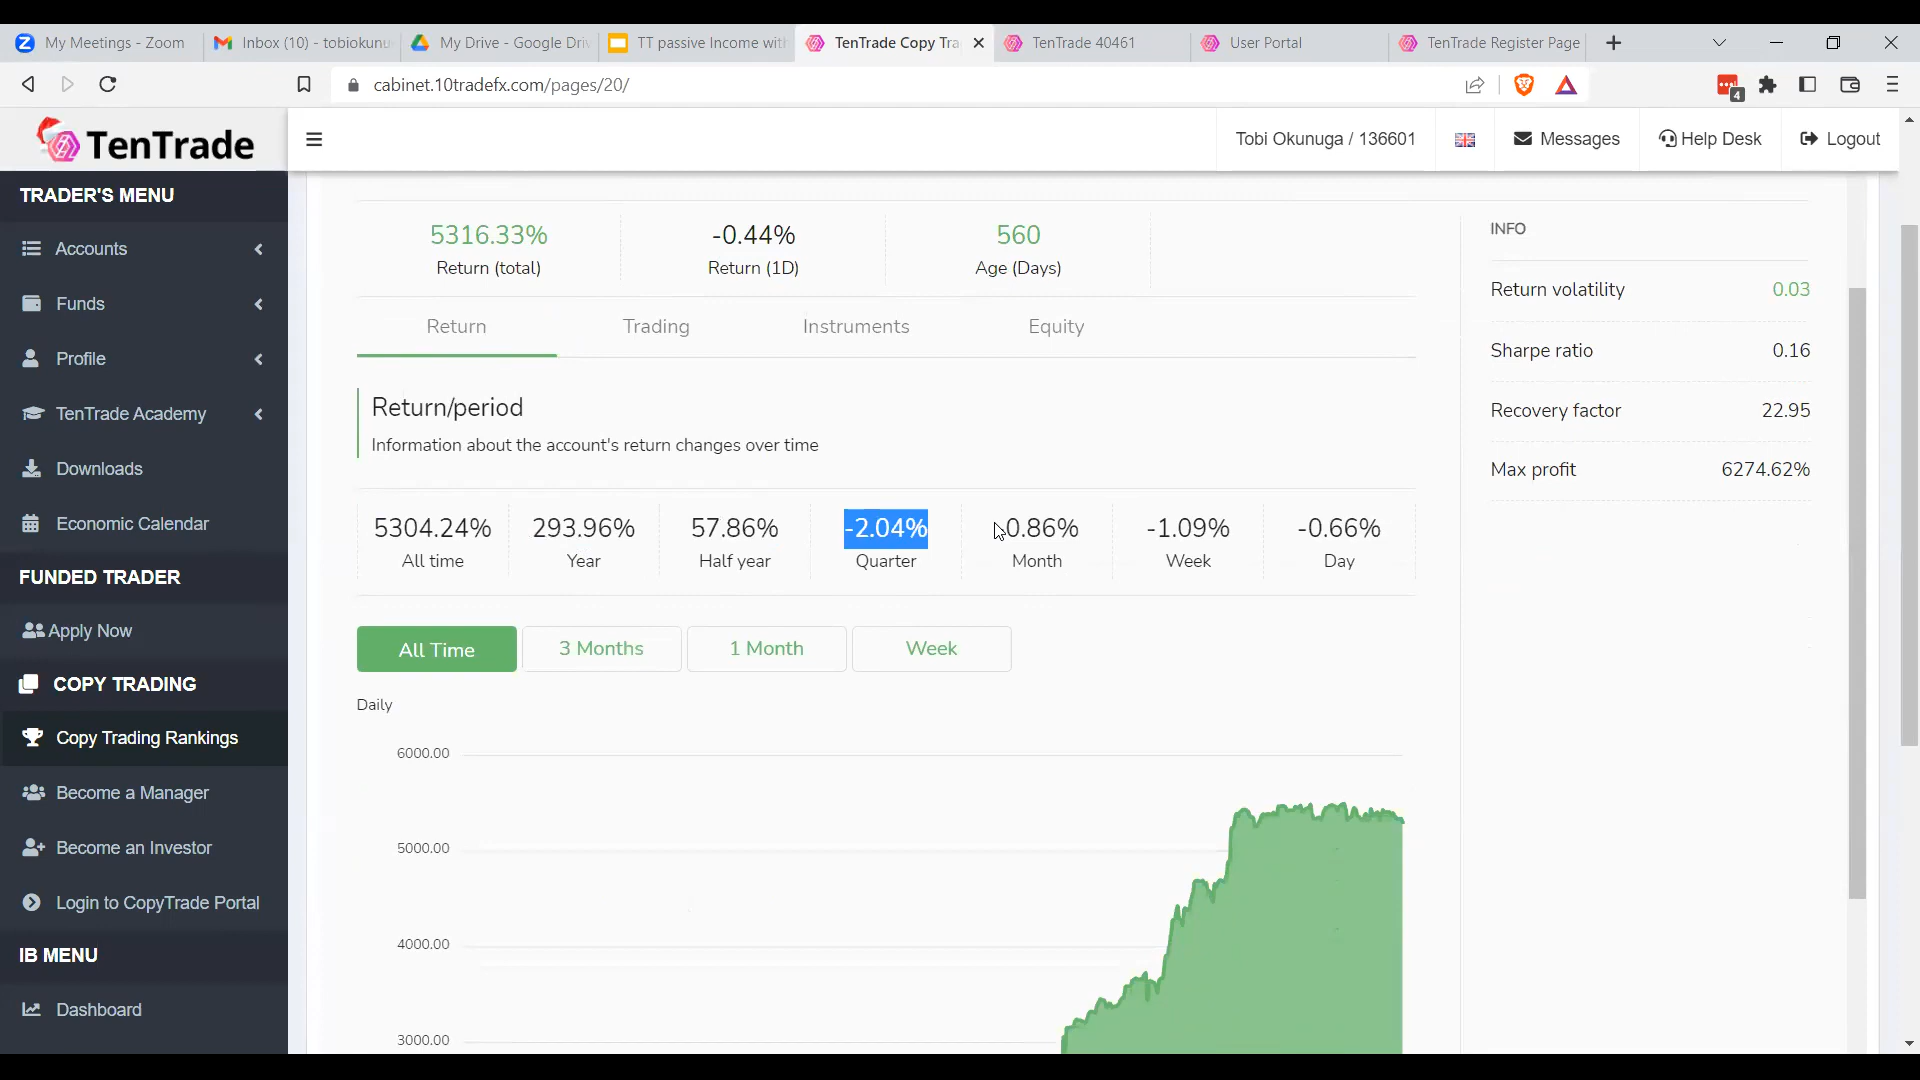 My Meetings - Zoom
Inbox (10) - tobiokunu
My Drive - Google Driv
TT passive Income with
TenTrade Copy Tra
TenTrade 40461
User Portal
TenTrade Register Page
cabinet.10tradefx.com/pages/20/
4
TenTrade
Tobi Okunuga / 136601
Messages
Help Desk
Logout
TRADER'S MENU
Accounts
Funds
Profile
TenTrade Academy
Downloads
Economic Calendar
FUNDED TRADER
Apply Now
COPY TRADING
Copy Trading Rankings
Become a Manager
Become an Investor
Login to CopyTrade Portal
IB MENU
Dashboard
5316.33%
Return (total)
-0.44%
Return (1D)
560
Age (Days)
Return
Trading
Instruments
Equity
Return/period
Information about the account's return changes over time
5304.24%
All time
293.96%
Year
57.86%
Half year
-2.04%
Quarter
0.86%
Month
-1.09%
Week
-0.66%
Day
All Time
3 Months
1 Month
Week
Daily
6000.00
5000.00
4000.00
3000.00
INFO
Return volatility 0.03
Sharpe ratio 0.16
Recovery factor 22.95
Max profit 6274.62%